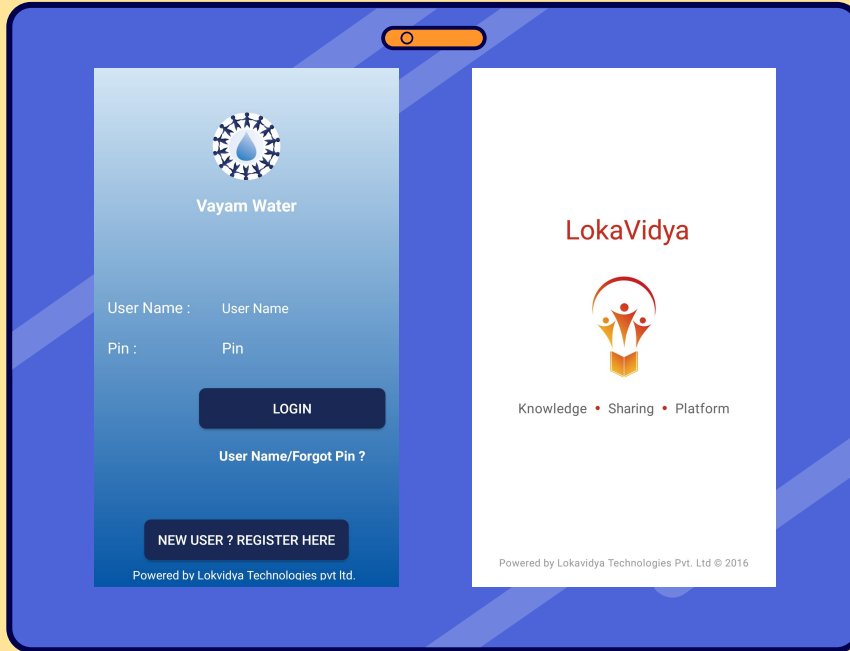 Vayam Water
User Name :
User Name
Pin :
Pin
LOGIN
User Name/Forgot Pin ?
NEW USER ? REGISTER HERE
Powered by Lokvidya Technologies pvt ltd.
LokaVidya
Knowledge • Sharing • Platform
Powered by Lokavidya Technologies Pvt. Ltd © 2016